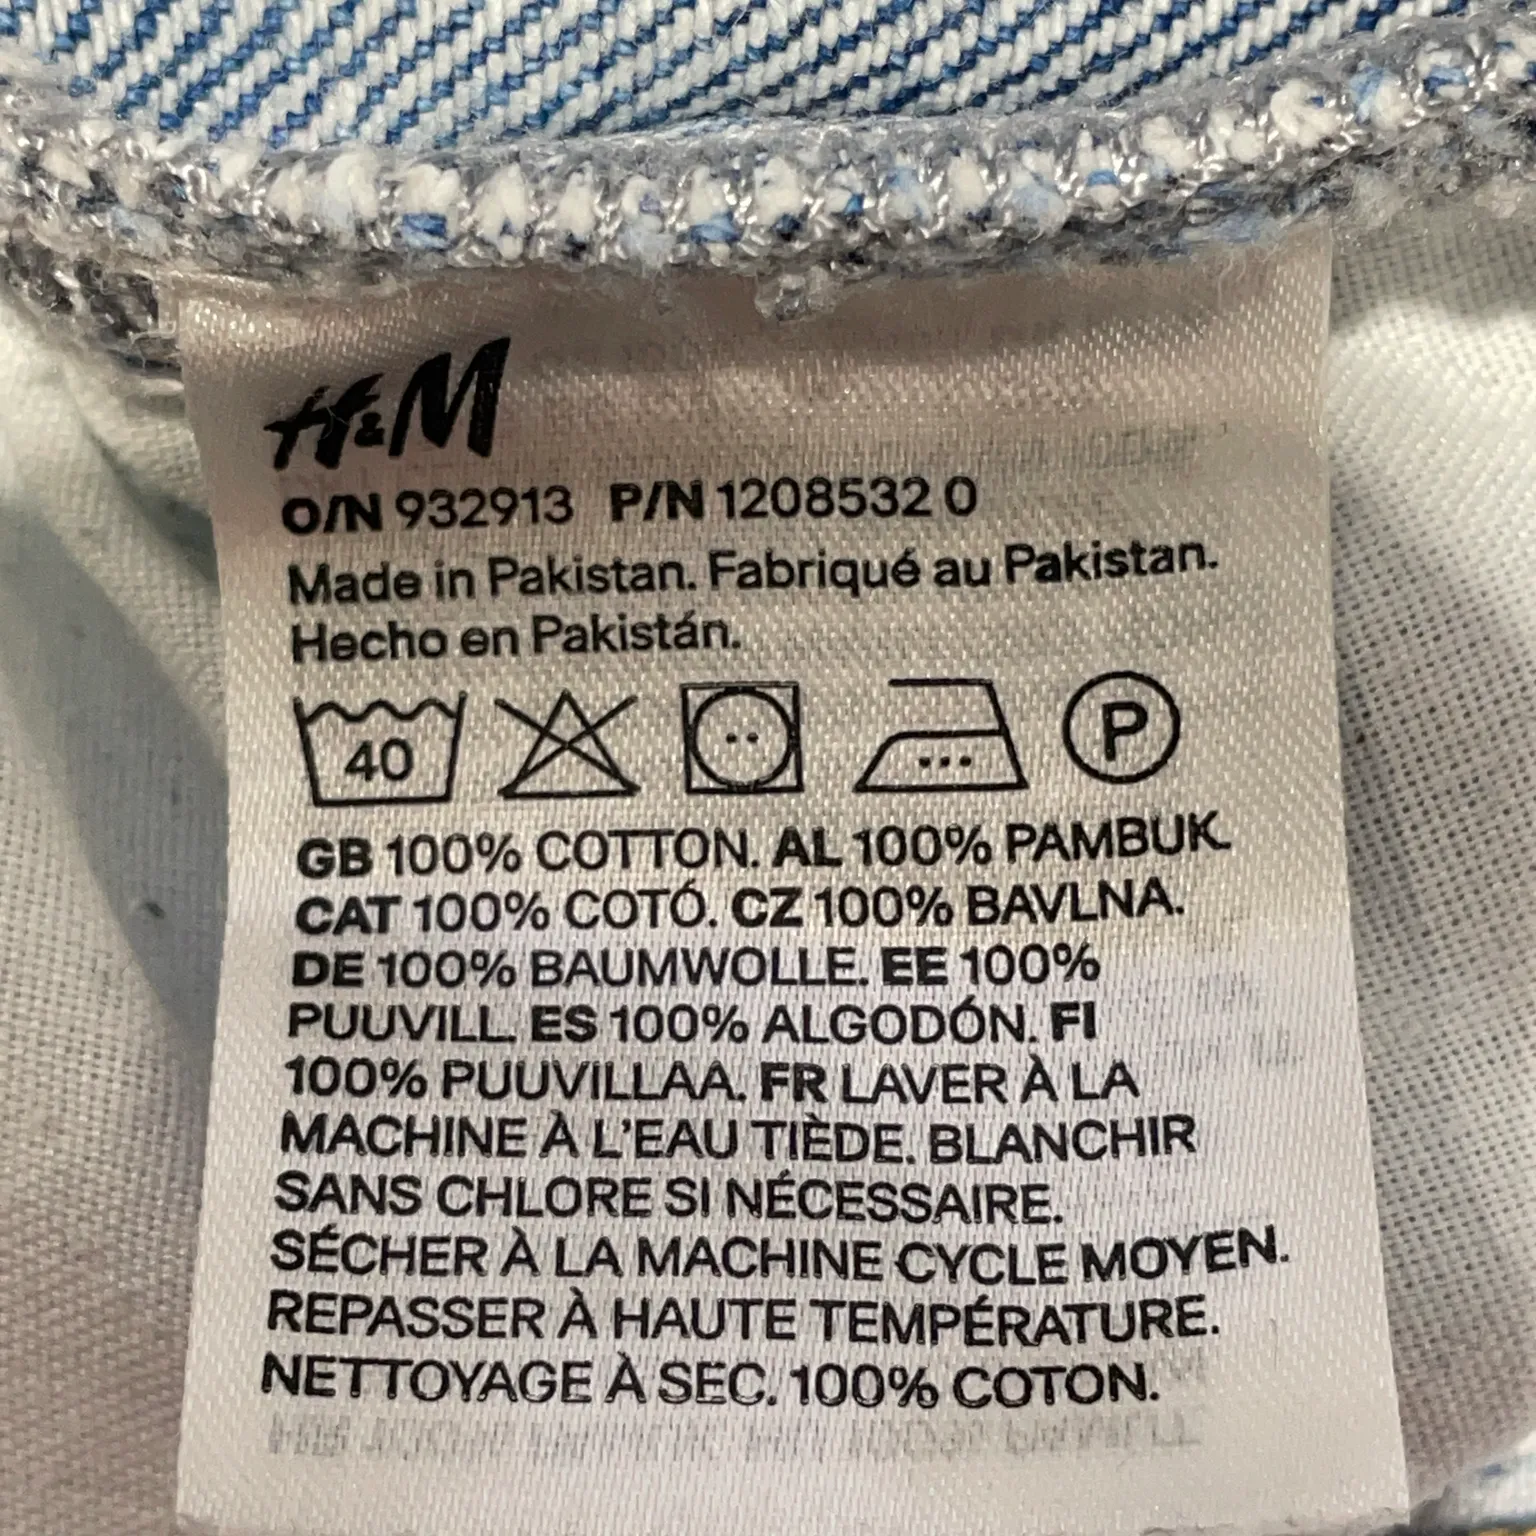 H&M
O/N 932913 P/N 1208532 0
Made in Pakistan. Fabriqué au Pakistan.
Hecho en Pakistán.
40 P
GB 100% COTTON. AL 100% PAMBUK.
CAT 100% COTÓ. CZ 100% BAVLNA.
DE 100% BAUMWOLLE. EE 100%
PUUVILL. ES 100% ALGODÓN. FI
100% PUUVILLAA. FR LAVER À LA
MACHINE À L'EAU TIÈDE. BLANCHIR
SANS CHLORE SI NÉCESSAIRE.
SÉCHER À LA MACHINE CYCLE MOYEN.
REPASSER À HAUTE TEMPÉRATURE.
NETTOYAGE À SEC. 100% COTON.